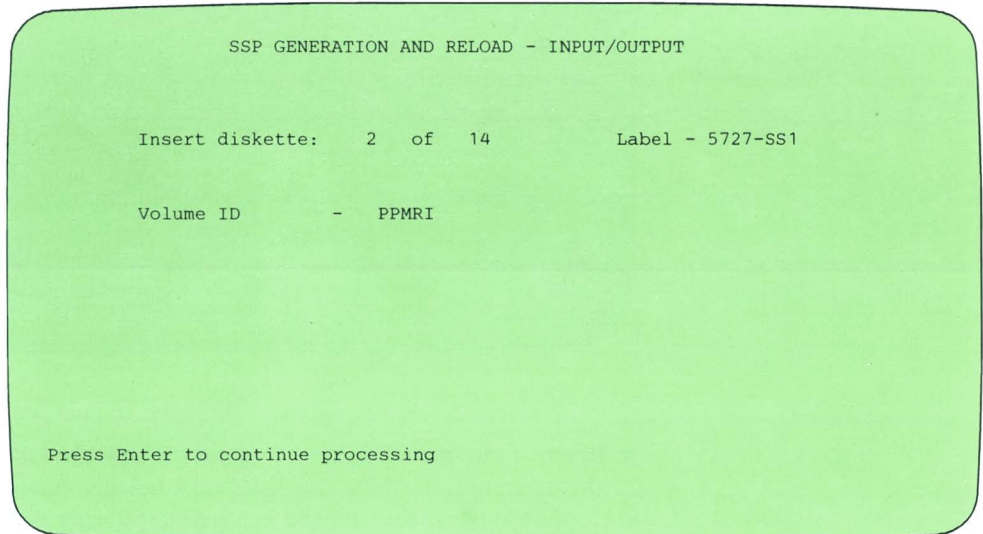 SSP GENERATION AND RELOAD - INPUT/OUTPUT
Insert diskette: 2 of 14 Label - 5727-SS1
Volume ID - PPMRI
Press Enter to continue processing